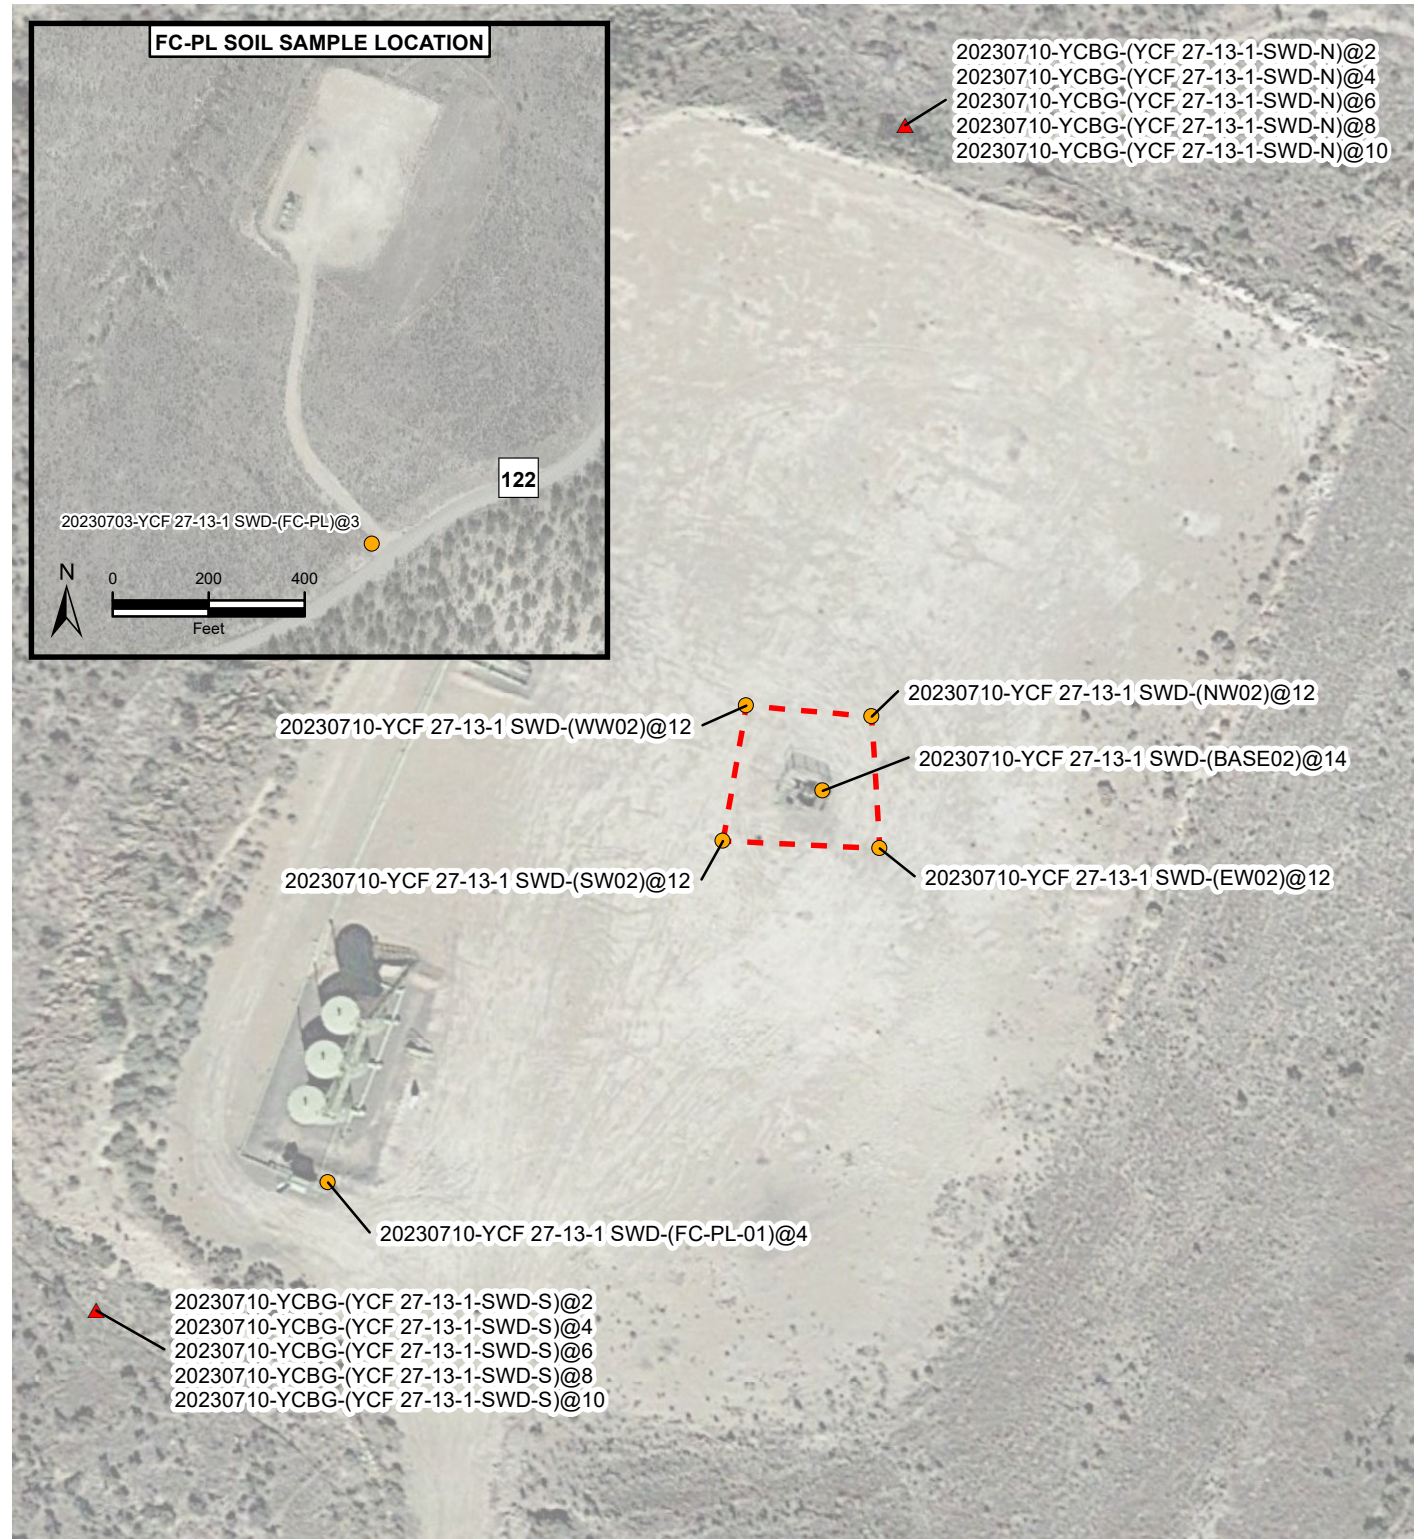 FC-PL SOIL SAMPLE LOCATION
122
20230703-YCF 27-13-1 SWD-(FC-PL)@3
N
0 200 400
Feet
20230710-YCBG-(YCF 27-13-1-SWD-N)@2
20230710-YCBG-(YCF 27-13-1-SWD-N)@4
20230710-YCBG-(YCF 27-13-1-SWD-N)@6
20230710-YCBG-(YCF 27-13-1-SWD-N)@8
20230710-YCBG-(YCF 27-13-1-SWD-N)@10
20230710-YCF 27-13-1 SWD-(NW02)@12
20230710-YCF 27-13-1 SWD-(WW02)@12
20230710-YCF 27-13-1 SWD-(BASE02)@14
20230710-YCF 27-13-1 SWD-(SW02)@12
20230710-YCF 27-13-1 SWD-(EW02)@12
20230710-YCF 27-13-1 SWD-(FC-PL-01)@4
20230710-YCBG-(YCF 27-13-1-SWD-S)@2
20230710-YCBG-(YCF 27-13-1-SWD-S)@4
20230710-YCBG-(YCF 27-13-1-SWD-S)@6
20230710-YCBG-(YCF 27-13-1-SWD-S)@8
20230710-YCBG-(YCF 27-13-1-SWD-S)@10